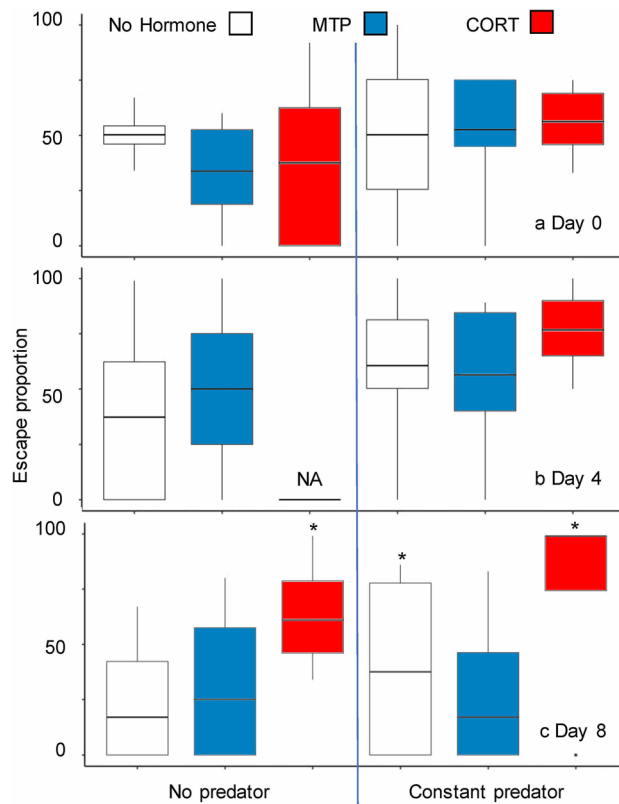 No Hormone MTP CORT
100
50
0
a Day 0
100
50
0
NA
b Day 4
100
50
0
*
*
*
c Day 8
Escape proportion
No predator Constant predator